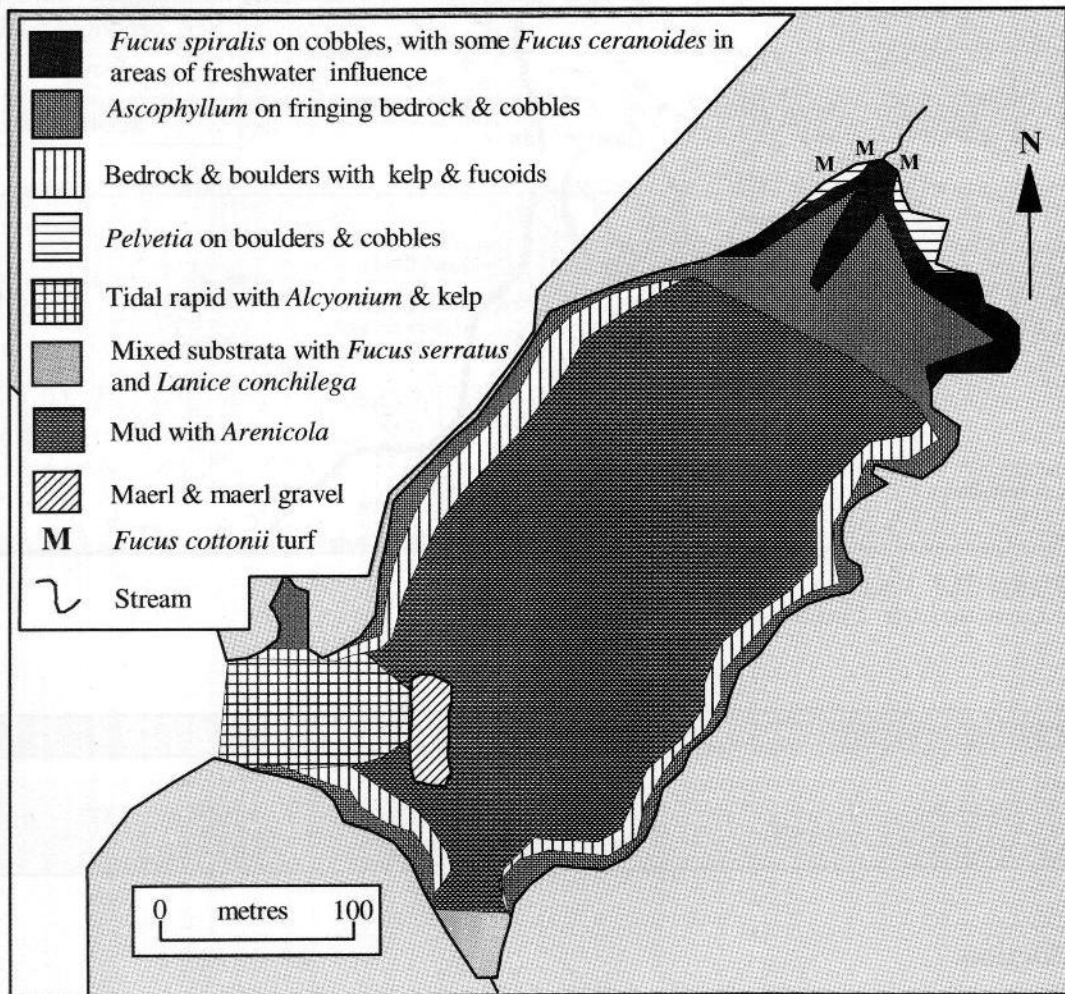 Fucus spiralis on cobbles, with some Fucus ceranoides in
areas of freshwater influence
Ascophyllum on fringing bedrock & cobbles
Bedrock & boulders with kelp & fucoids
Pelvetia on boulders & cobbles
Tidal rapid with Alcyonium & kelp
Mixed substrata with Fucus serratus
and Lanice conchilega
Mud with Arenicola
Maerl & maerl gravel
M Fucus cottonii turf
Stream
M M M
N
0 metres 100